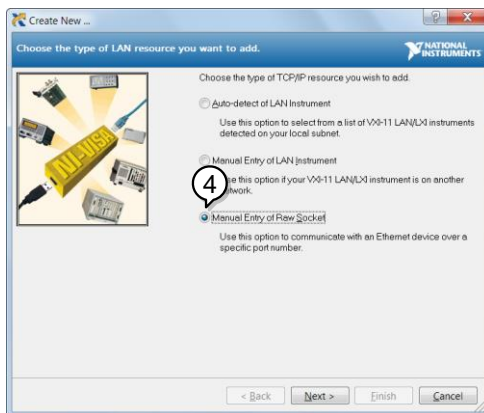 Create New ...
Choose the type of LAN resource you want to add.
NATIONAL
INSTRUMENTS
Choose the type of TCP/IP resource you wish to add.
Auto-detect of LAN Instrument
Use this option to select from a list of VXI-11 LAN/LXI instruments
detected on your local subnet.
Manual Entry of LAN Instrument
this option if your VXI-11 LAN/LXI instrument is on another
4
Manual Entry of Raw Socket
Use this option to communicate with an Ethernet device over a
specific port number.
NI-VISA
< Back
Next >
Finish
Cancel